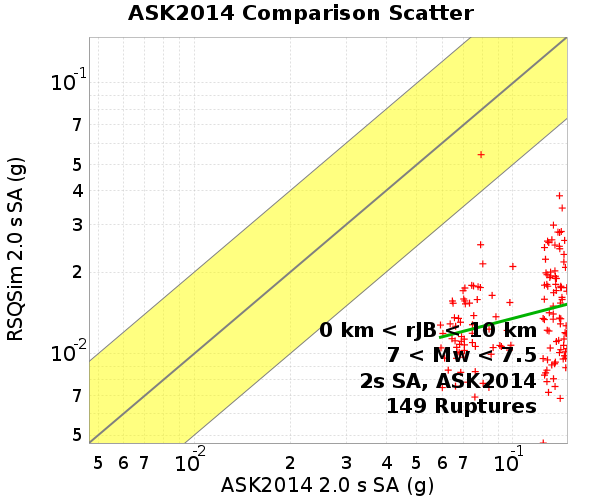 ASK2014 Comparison Scatter
RSQSim 2.0 s SA (g)
10^-1
7
5
4
3
2
10^-2
7
5
0 km < rJB < 10 km
7 < Mw < 7.5
2s SA, ASK2014
149 Ruptures
5 6 7 10^-2 2 3 4 5 6 7 10^-1
ASK2014 2.0 s SA (g)